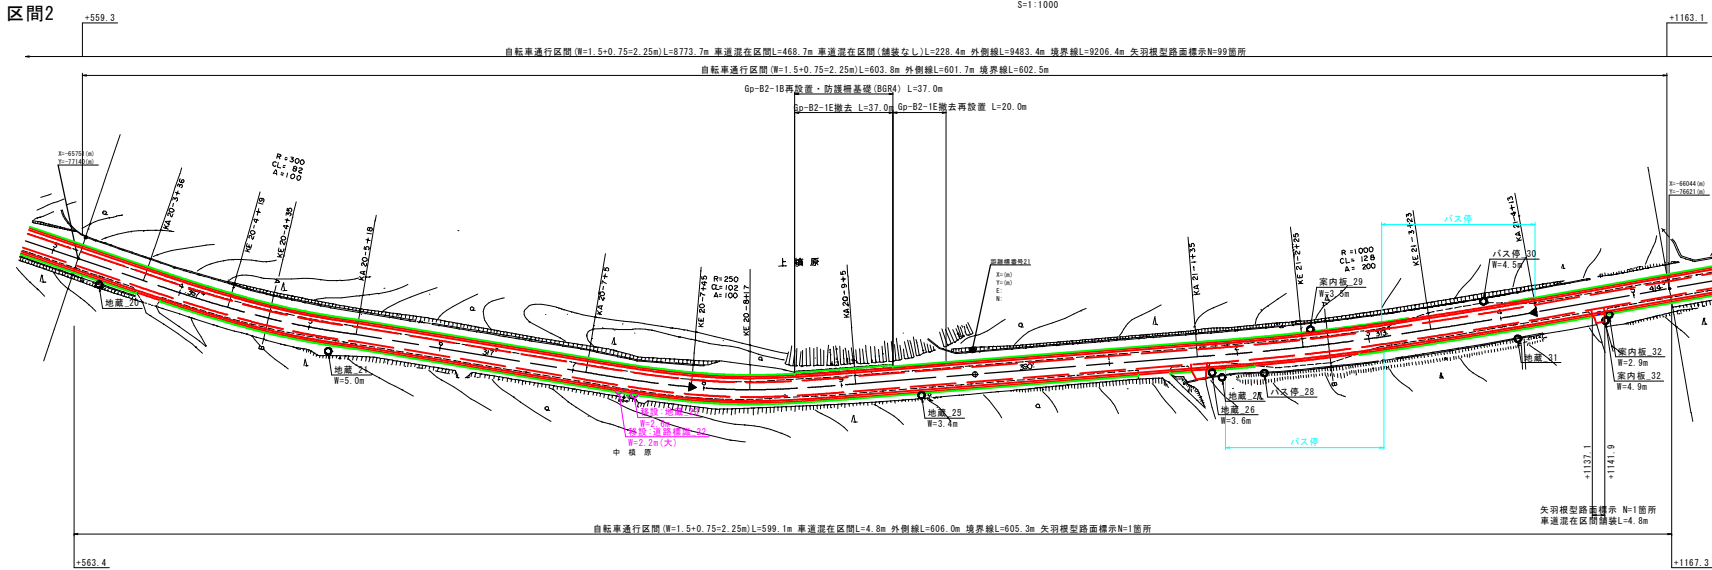 区間2
S=1:1000
+559.3
+1163.1
自転車通行区間(W=1.5+0.75=2.25m)L=8773.7m 車道混在区間L=468.7m 車道混在区間(舗装なし)L=228.4m 外側線L=9483.4m 境界線L=9206.4m 矢羽根型路面標示N=99箇所
自転車通行区間(W=1.5+0.75=2.25m)L=603.8m 外側線L=601.7m 境界線L=602.5m
Gp-B2-1B再設置・防護柵基礎(BGR4) L=37.0m
Gp-B2-1E撤去 L=37.0m
Gp-B2-1E撤去再設置 L=20.0m
X=-65751(m)
Y=-77140(m)
R=300
CL= 82
A=100
KA 20-3+36
KE 20-4+19
KE 20-4+35
KA 20-5+18
KA 20-7+5
KE 20-7+45
R=250
CL=102
A=100
KE 20-8+17
上 横 原
KA 20-9+5
距離標番号21
X=(m)
Y=(m)
E:
N:
KA 21-1+35
KE 21-2+25
R=1000
CL= 128
A= 200
KE 21-3+23
KA 21-4+13
バス停
バス停_30
W=4.5m
案内板_29
W=3.5m
X=-66044(m)
Y=-76621(m)
地蔵_20
地蔵_21
W=5.0m
317
W=2.6m
W=2.2m(大)
中 横 原
地蔵_25
W=3.4m
地蔵_26
W=3.6m
バス停_28
バス停
地蔵_31
案内板_32
W=2.9m
案内板_32
W=4.9m
+1137.1
+1141.9
矢羽根型路面標示 N=1箇所
車道混在区間舗装L=4.8m
自転車通行区間(W=1.5+0.75=2.25m)L=599.1m 車道混在区間L=4.8m 外側線L=606.0m 境界線L=605.3m 矢羽根型路面標示N=1箇所
+563.4
+1167.3